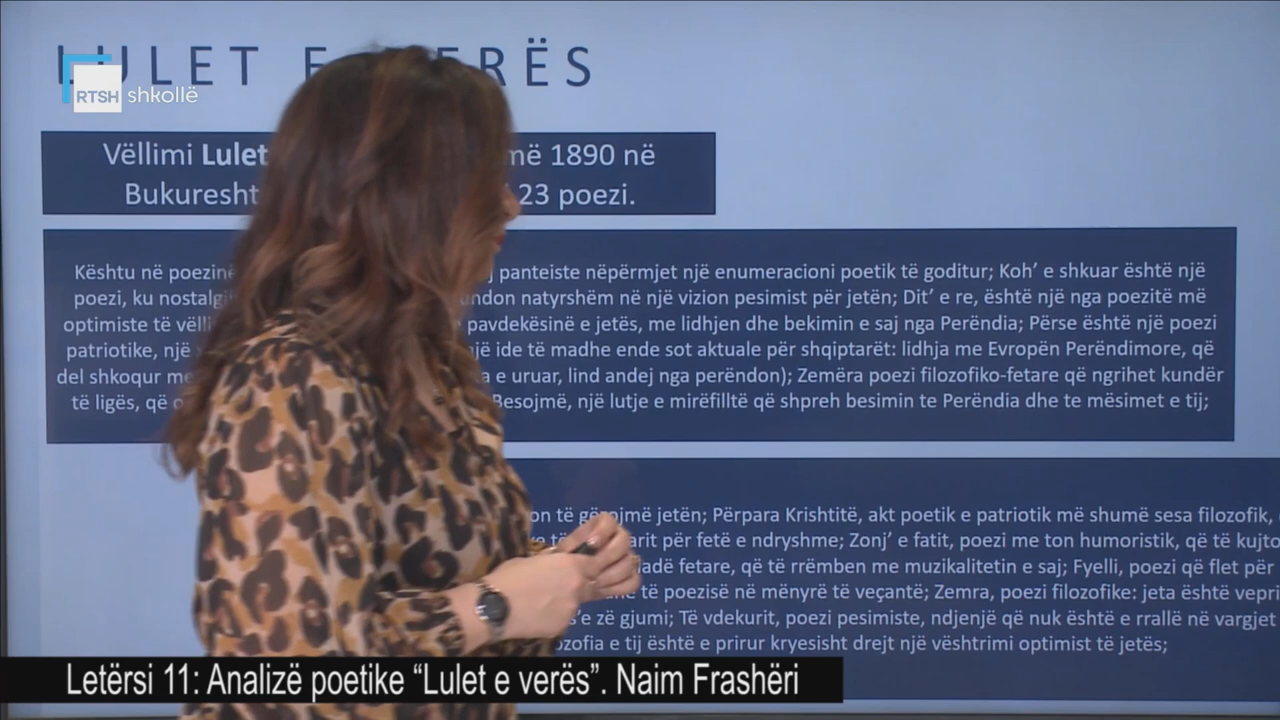 LULET E VERËS
RTSH shkollë
Vëllimi Lulet më 1890 në
Bukuresht 23 poezi.
Kështu në poezinë panteiste nëpërmjet një enumeracioni poetik të goditur; Koh’ e shkuar është një
poezi, ku natyrshëm në një vizion pesimist për jetën; Dit’ e re, është një nga poezitë më
optimiste të pavdekësinë e jetës, me lidhjen dhe bekimin e saj nga Perëndia; Përse është një poezi
patriotike, një ide të madhe ende sot aktuale për shqiptarët: lidhja me Evropën Perëndimore, që
del shkoqur e uruar, lind andej nga perëndon); Zemëra poezi filozofiko-fetare që ngrihet kundër
të ligës, që Besojmë, një lutje e mirëfilltë që shpreh besimin te Perëndia dhe te mësimet e tij;
të gëzojmë jetën; Përpara Krishtitë, akt poetik e patriotik më shumë sesa filozofik,
për fetë e ndryshme; Zonj’ e fatit, poezi me ton humoristik, që të kujto
fetare, që të rrëmben me muzikalitetin e saj; Fyelli, poezi që flet për
të poezisë në mënyrë të veçantë; Zemra, poezi filozofike: jeta është vepri
s’e zë gjumi; Të vdekurit, poezi pesimiste, ndjenjë që nuk është e rrallë në vargjet
e tij është e prirur kryesisht drejt një vështrimi optimist të jetës;
Letërsi 11: Analizë poetike “Lulet e verës”. Naim Frashëri